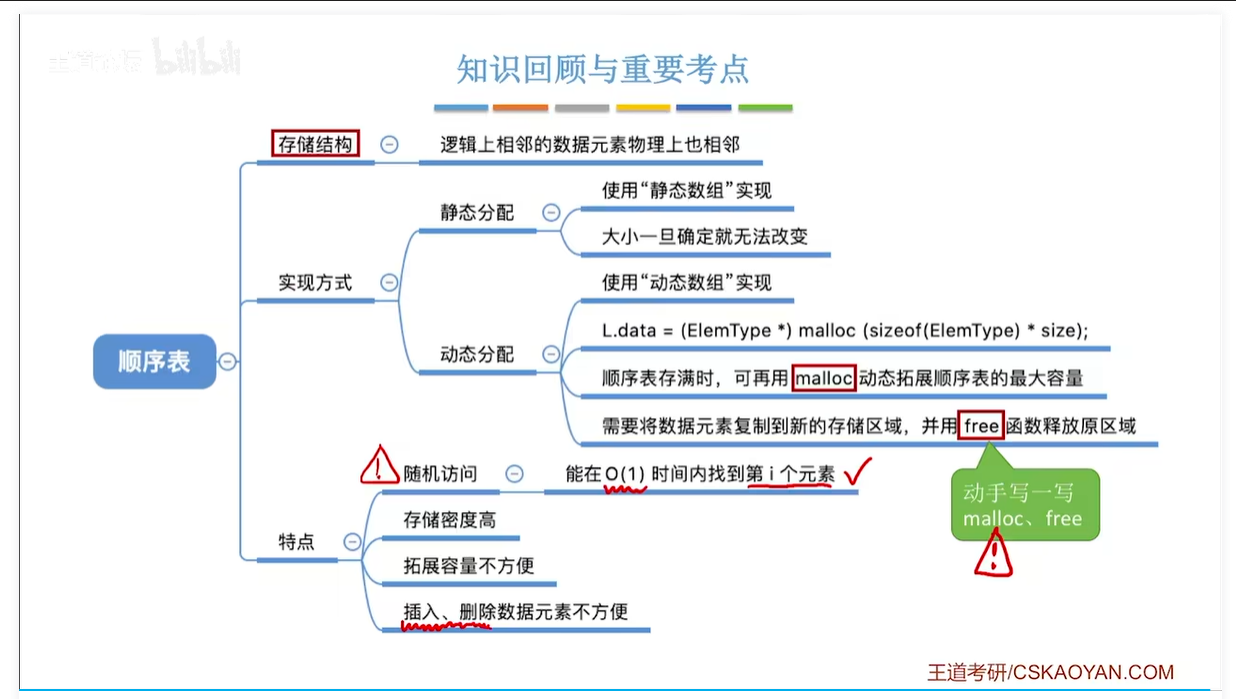 bilibili
知识回顾与重要考点
顺序表
存储结构
逻辑上相邻的数据元素物理上也相邻
实现方式
静态分配
使用“静态数组”实现
大小一旦确定就无法改变
动态分配
使用“动态数组”实现
L.data = (ElemType *) malloc (sizeof(ElemType) * size);
顺序表存满时，可再用 malloc 动态拓展顺序表的最大容量
需要将数据元素复制到新的存储区域，并用 free 函数释放原区域
动手写一写
malloc、free
特点
随机访问
能在 O(1) 时间内找到第 i 个元素
存储密度高
拓展容量不方便
插入、删除数据元素不方便
王道考研/CSKAOYAN.COM